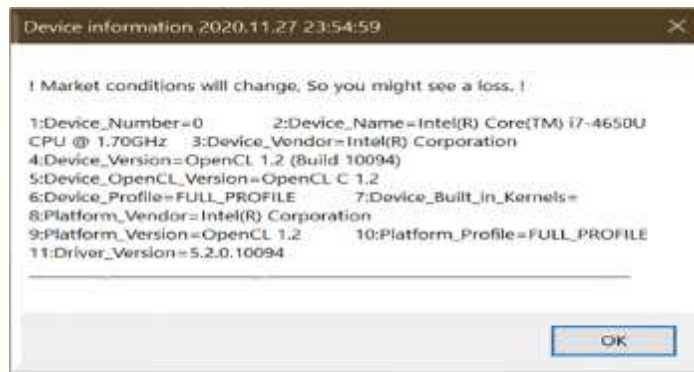 Device information 2020.11.27 23:54:59
! Market conditions will change, So you might see a loss. !
1:Device_Number=0 2:Device_Name=Intel(R) Core(TM) i7-4650U
CPU @ 1.70GHz 3:Device_Vendor=Intel(R) Corporation
4:Device_Version=OpenCL 1.2 (Build 10094)
5:Device_OpenCL_Version=OpenCL C 1.2
6:Device_Profile=FULL_PROFILE 7:Device_Built_in_Kernels=
8:Platform_Vendor=Intel(R) Corporation
9:Platform_Version=OpenCL 1.2 10:Platform_Profile=FULL_PROFILE
11:Driver_Version=5.2.0.10094
OK